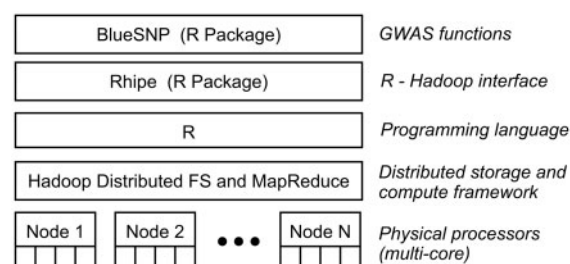 BlueSNP (R Package)
GWAS functions
Rhipe (R Package)
R - Hadoop interface
R
Programming language
Hadoop Distributed FS and MapReduce
Distributed storage and
compute framework
Node 1
Node 2
Node N
Physical processors
(multi-core)